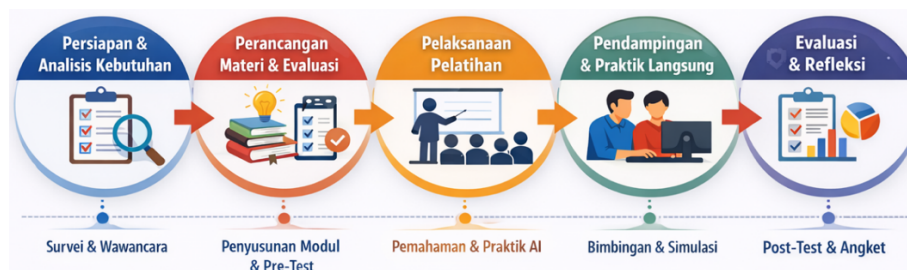 Persiapan &
Analisis Kebutuhan
Perancangan
Materi & Evaluasi
Pelaksanaan
Pelatihan
Pendampingan
& Praktik Langsung
Evaluasi
& Refleksi
Survei & Wawancara
Penyusunan Modul
& Pre-Test
Pemahaman & Praktik AI
Bimbingan & Simulasi
Post-Test & Angket